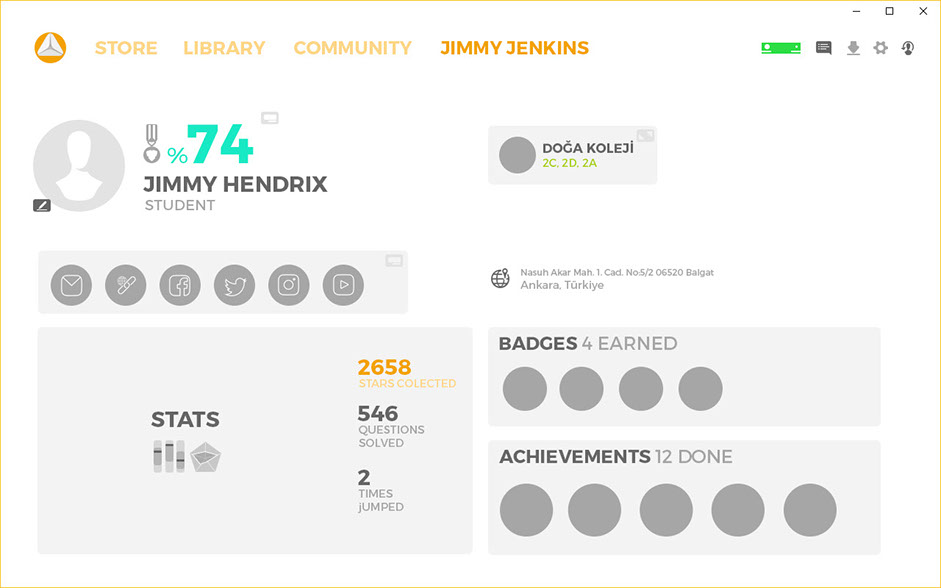 STORE LIBRARY COMMUNITY JIMMY JENKINS
%74
JIMMY HENDRIX
STUDENT
DOĞA KOLEJİ
2C, 2D, 2A
Nasuh Akar Mah. 1. Cad. No:5/2 06520 Balgat
Ankara, Türkiye
STATS
2658
STARS COLECTED
546
QUESTIONS
SOLVED
2
TIMES
jUMPED
BADGES 4 EARNED
ACHIEVEMENTS 12 DONE